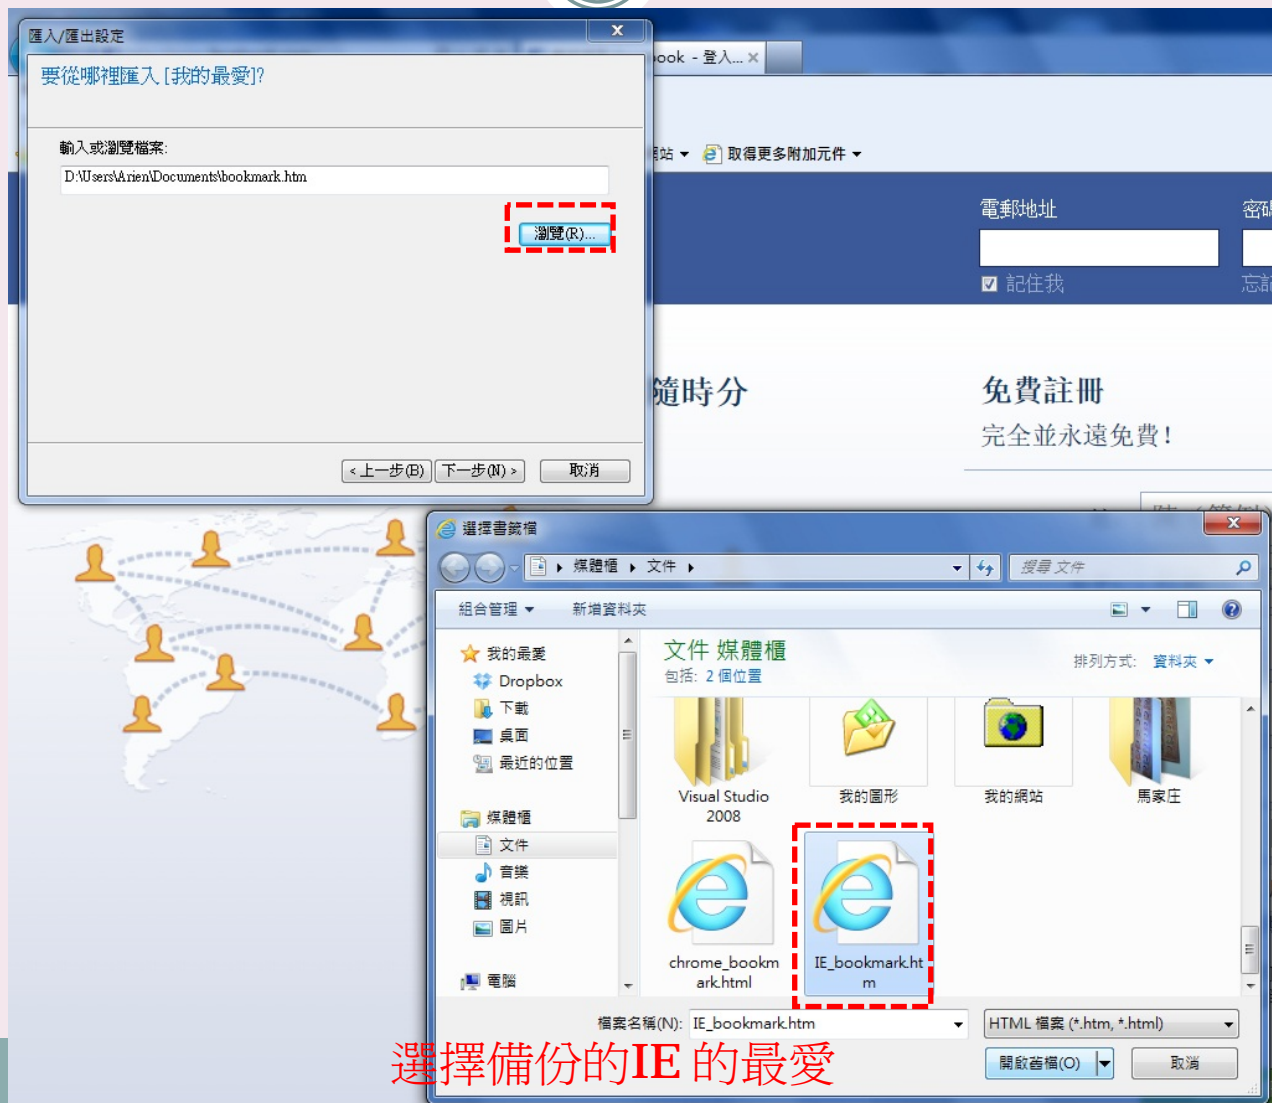 匯入/匯出設定
要從哪裡匯入 [我的最愛]?
輸入或瀏覽檔案:
D:\Users\Arien\Documents\bookmark.htm
瀏覽(R)...
<上一步(B)
下一步(N) >
取消
ook - 登入...
站
取得更多附加元件
電郵地址
密碼
記住我
忘記
隨時分
免費註冊
完全並永遠免費!
選擇書籤檔
媒體櫃
文件
搜尋 文件
組合管理
新增資料夾
我的最愛
Dropbox
下載
桌面
最近的位置
媒體櫃
文件
音樂
視訊
圖片
電腦
文件 媒體櫃
包括: 2 個位置
排列方式: 資料夾
Visual Studio
2008
我的圖形
我的網站
馬家庄
chrome_bookm
ark.html
IE_bookmark.ht
m
檔案名稱(N):
IE_bookmark.htm
HTML 檔案 (*.htm, *.html)
開啟舊檔(O)
取消
選擇備份的IE 的最愛